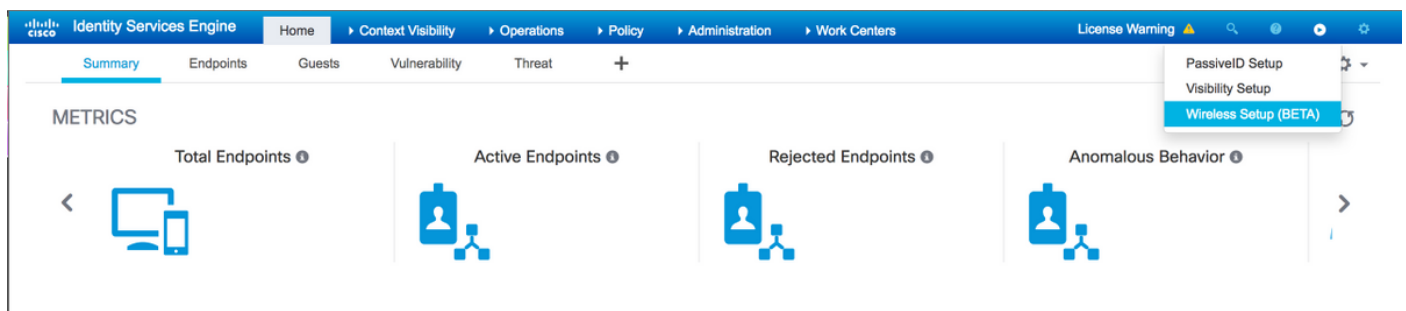 cisco Identity Services Engine Home Context Visibility Operations Policy Administration Work Centers License Warning
Summary Endpoints Guests Vulnerability Threat +
PassiveID Setup
Visibility Setup
Wireless Setup (BETA)
METRICS
Total Endpoints Active Endpoints Rejected Endpoints Anomalous Behavior